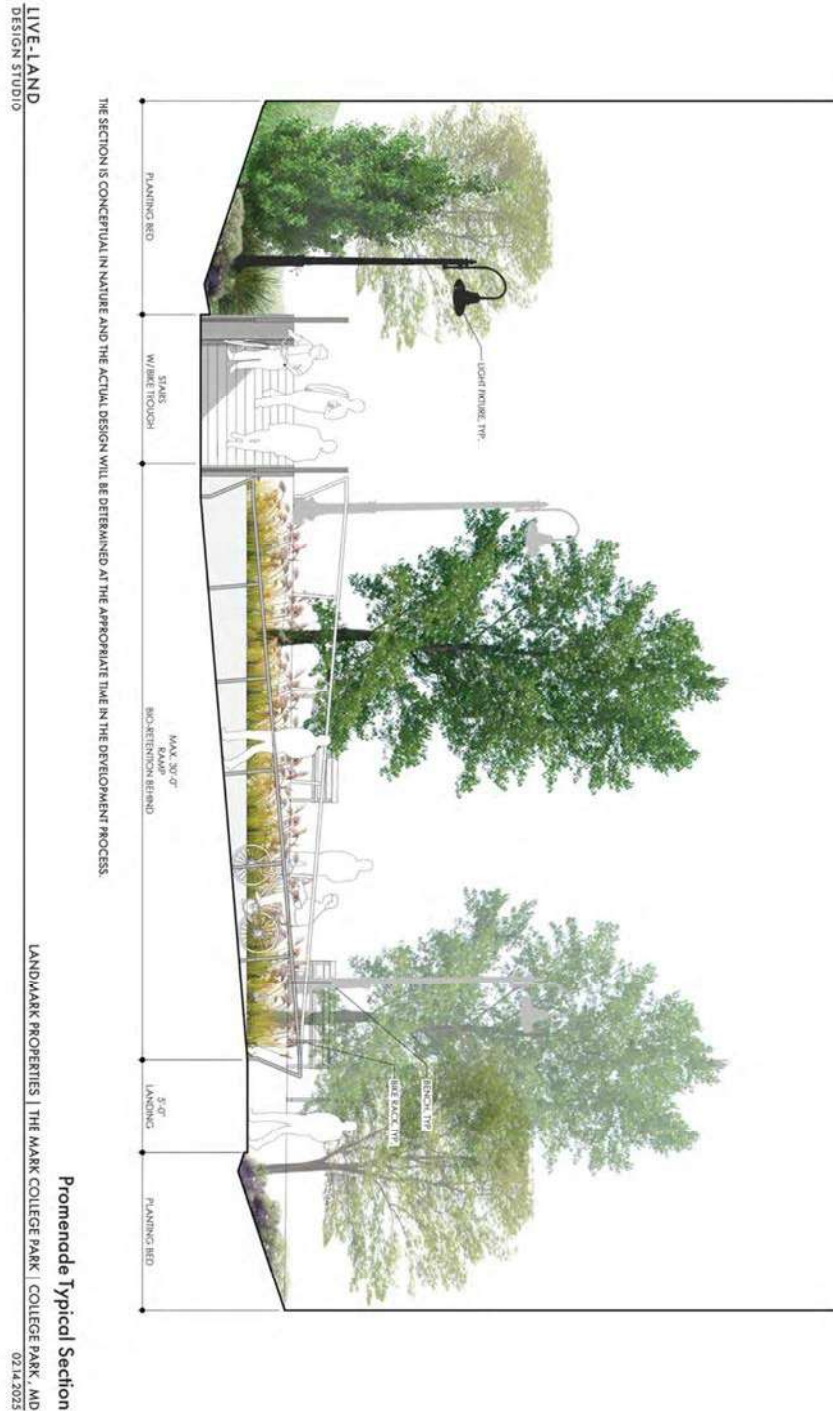 LIGHT FIXTURE, TYP.
BENCH, TYP.
BIKE RACK, TYP.
PLANTING BED
STAIRS
W/BIKE TROUGH
MAX. 30'-0"
RAMP
BIO-RETENTION BEHIND
5'-0"
LANDING
PLANTING BED
THE SECTION IS CONCEPTUAL IN NATURE AND THE ACTUAL DESIGN WILL BE DETERMINED AT THE APPROPRIATE TIME IN THE DEVELOPMENT PROCESS.
Promenade Typical Section
LIVE-LAND
DESIGN STUDIO
LANDMARK PROPERTIES | THE MARK COLLEGE PARK | COLLEGE PARK , MD
02.14.2025